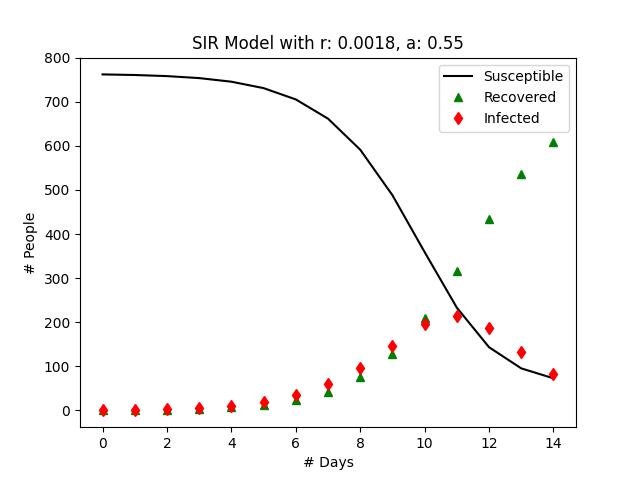 SIR Model with r: 0.0018, a: 0.55
800
700
600
500
400
300
200
100
0
# People
Susceptible
Recovered
Infected
0 2 4 6 8 10 12 14
# Days